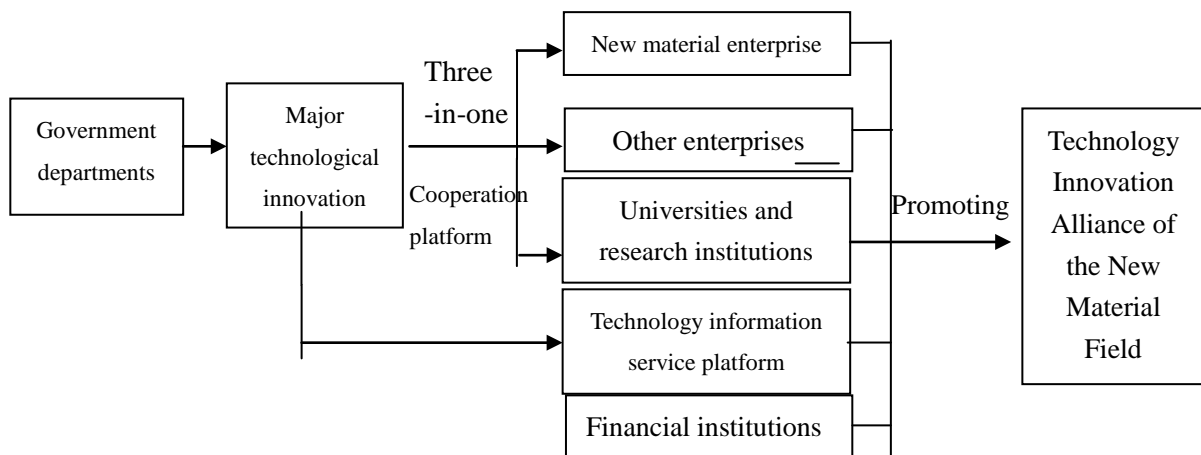 Government
departments
Major
technological
innovation
Three
-in-one
Cooperation
platform
New material enterprise
Other enterprises
Universities and
research institutions
Technology information
service platform
Financial institutions
Promoting
Technology
Innovation
Alliance of
the New
Material
Field